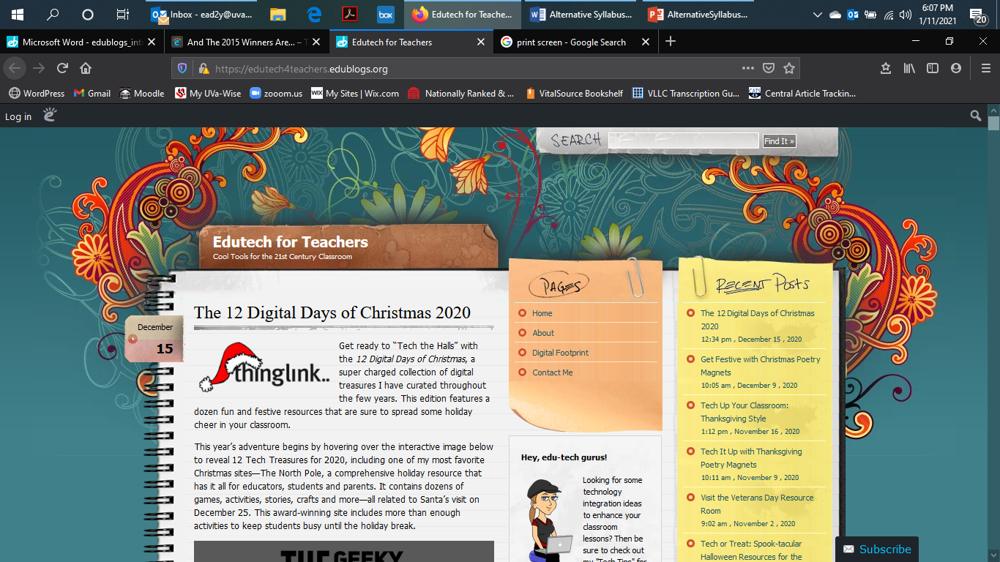 Inbox - ead2y@uva...
Edutech for Teache...
Alternative Syllabus...
AlternativeSyllabus...
6:07 PM
1/11/2021
20
box
Microsoft Word - edublogs_int
And The 2015 Winners Are... – T
Edutech for Teachers
print screen - Google Search
https://edutech4teachers.edublogs.org
WordPress
Gmail
Moodle
My UVa-Wise
zooom.us
WIX
My Sites | Wix.com
Nationally Ranked & ...
VitalSource Bookshelf
VLLC Transcription Gu...
CATS
Central Article Trackin...
Log in
SEARCH
Find It »
Edutech for Teachers
Cool Tools for the 21st Century Classroom
December
15
The 12 Digital Days of Christmas 2020
thinglink..
Get ready to “Tech the Halls” with
the 12 Digital Days of Christmas, a
super charged collection of digital
treasures I have curated throughout
the few years. This edition features a
dozen fun and festive resources that are sure to spread some holiday
cheer in your classroom.
This year’s adventure begins by hovering over the interactive image below
to reveal 12 Tech Treasures for 2020, including one of my most favorite
Christmas sites—The North Pole, a comprehensive holiday resource that
has it all for educators, students and parents. It contains dozens of
games, activities, stories, crafts and more—all related to Santa’s visit on
December 25. This award-winning site includes more than enough
activities to keep students busy until the holiday break.
THE GEEKY
PAGES
Home
About
Digital Footprint
Contact Me
Hey, edu-tech gurus!
Looking for some
technology
integration ideas
to enhance your
classroom
lessons? Then be
sure to check out
my "Tech Tips" for
RECENT POSTS
The 12 Digital Days of Christmas
2020
12:34 pm , December 15 , 2020
Get Festive with Christmas Poetry
Magnets
10:05 am , December 9 , 2020
Tech Up Your Classroom:
Thanksgiving Style
1:12 pm , November 16 , 2020
Tech It Up with Thanksgiving
Poetry Magnets
10:11 am , November 9 , 2020
Visit the Veterans Day Resource
Room
9:02 am , November 2 , 2020
Tech or Treat: Spook-tacular
Halloween Resources for the
Subscribe